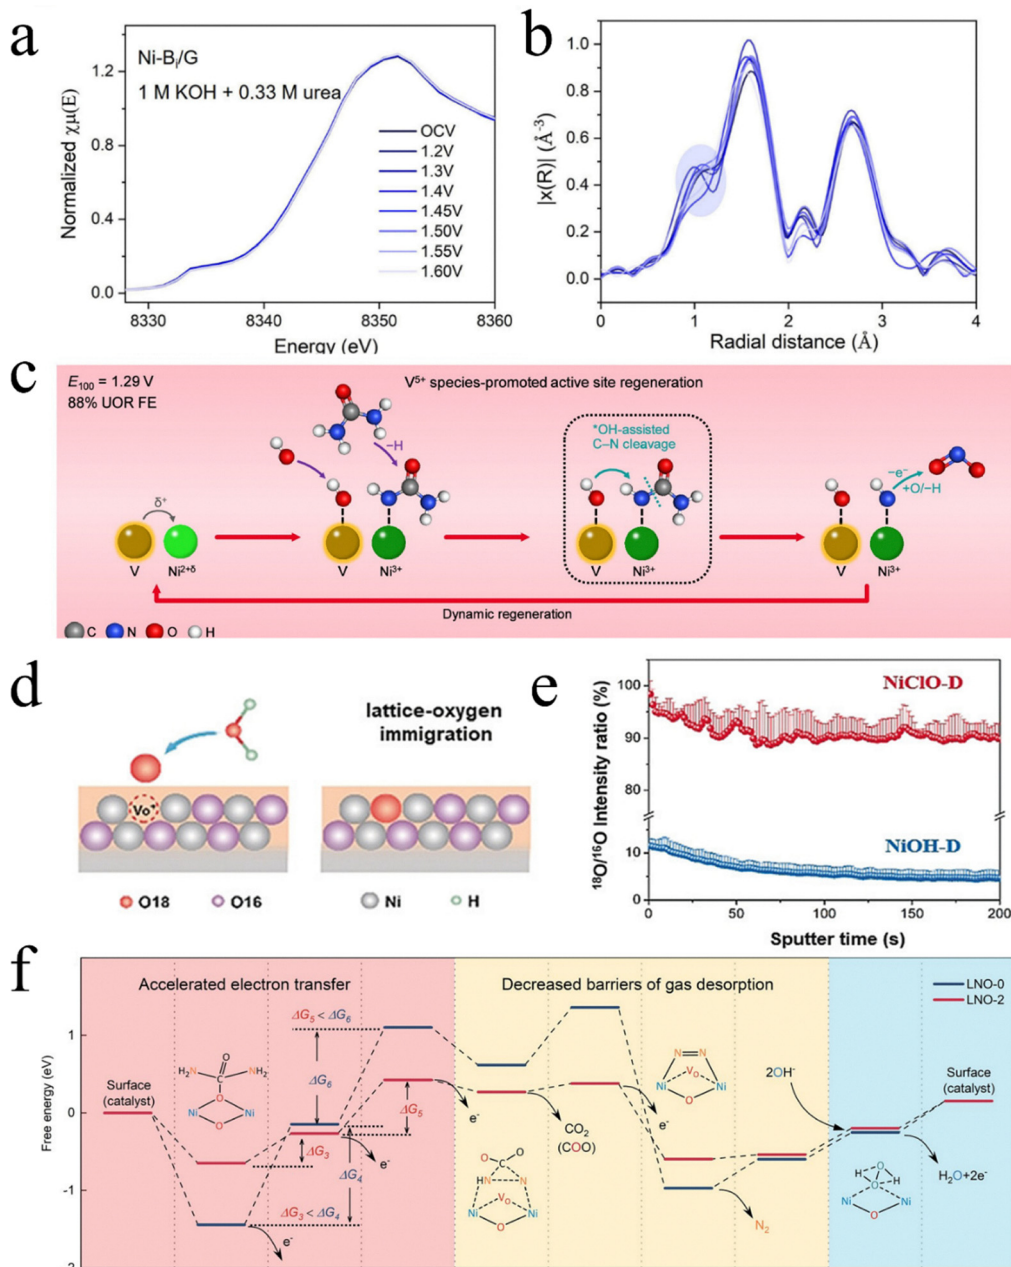 a
Ni-Bi/G
1 M KOH + 0.33 M urea
OCV
1.2V
1.3V
1.4V
1.45V
1.50V
1.55V
1.60V
Normalized χμ(E)
1.2
0.8
0.4
0.0
8330 8340 8350 8360
Energy (eV)
b
|x(R)| (Å-3)
1.0
0.8
0.6
0.4
0.2
0.0
0 1 2 3 4
Radial distance (Å)
c
E100 = 1.29 V
88% UOR FE
V5+ species-promoted active site regeneration
−H
*OH-assisted
C–N cleavage
−e−
+O/−H
δ+
V Ni2+δ
V Ni3+
V Ni3+
V Ni3+
Dynamic regeneration
C N O H
d
lattice-oxygen
immigration
Vo
O18 O16 Ni H
e
NiClO-D
NiOH-D
18O/16O Intensity ratio (%)
100
90
80
10
0
0 50 100 150 200
Sputter time (s)
f
Accelerated electron transfer
Decreased barriers of gas desorption
LNO-0
LNO-2
Free energy (eV)
1
0
-1
-2
Surface
(catalyst)
O
H2N C NH2
O
Ni Ni
O
ΔG5 < ΔG6
ΔG6
ΔG5
ΔG3
ΔG4
ΔG3 < ΔG4
e-
e-
e-
CO2
(COO)
O C O
HN N
VO
Ni Ni
O
e-
N N
VO
Ni Ni
O
N2
2OH-
Surface
(catalyst)
H2O+2e-
H O
O H
Ni Ni
O